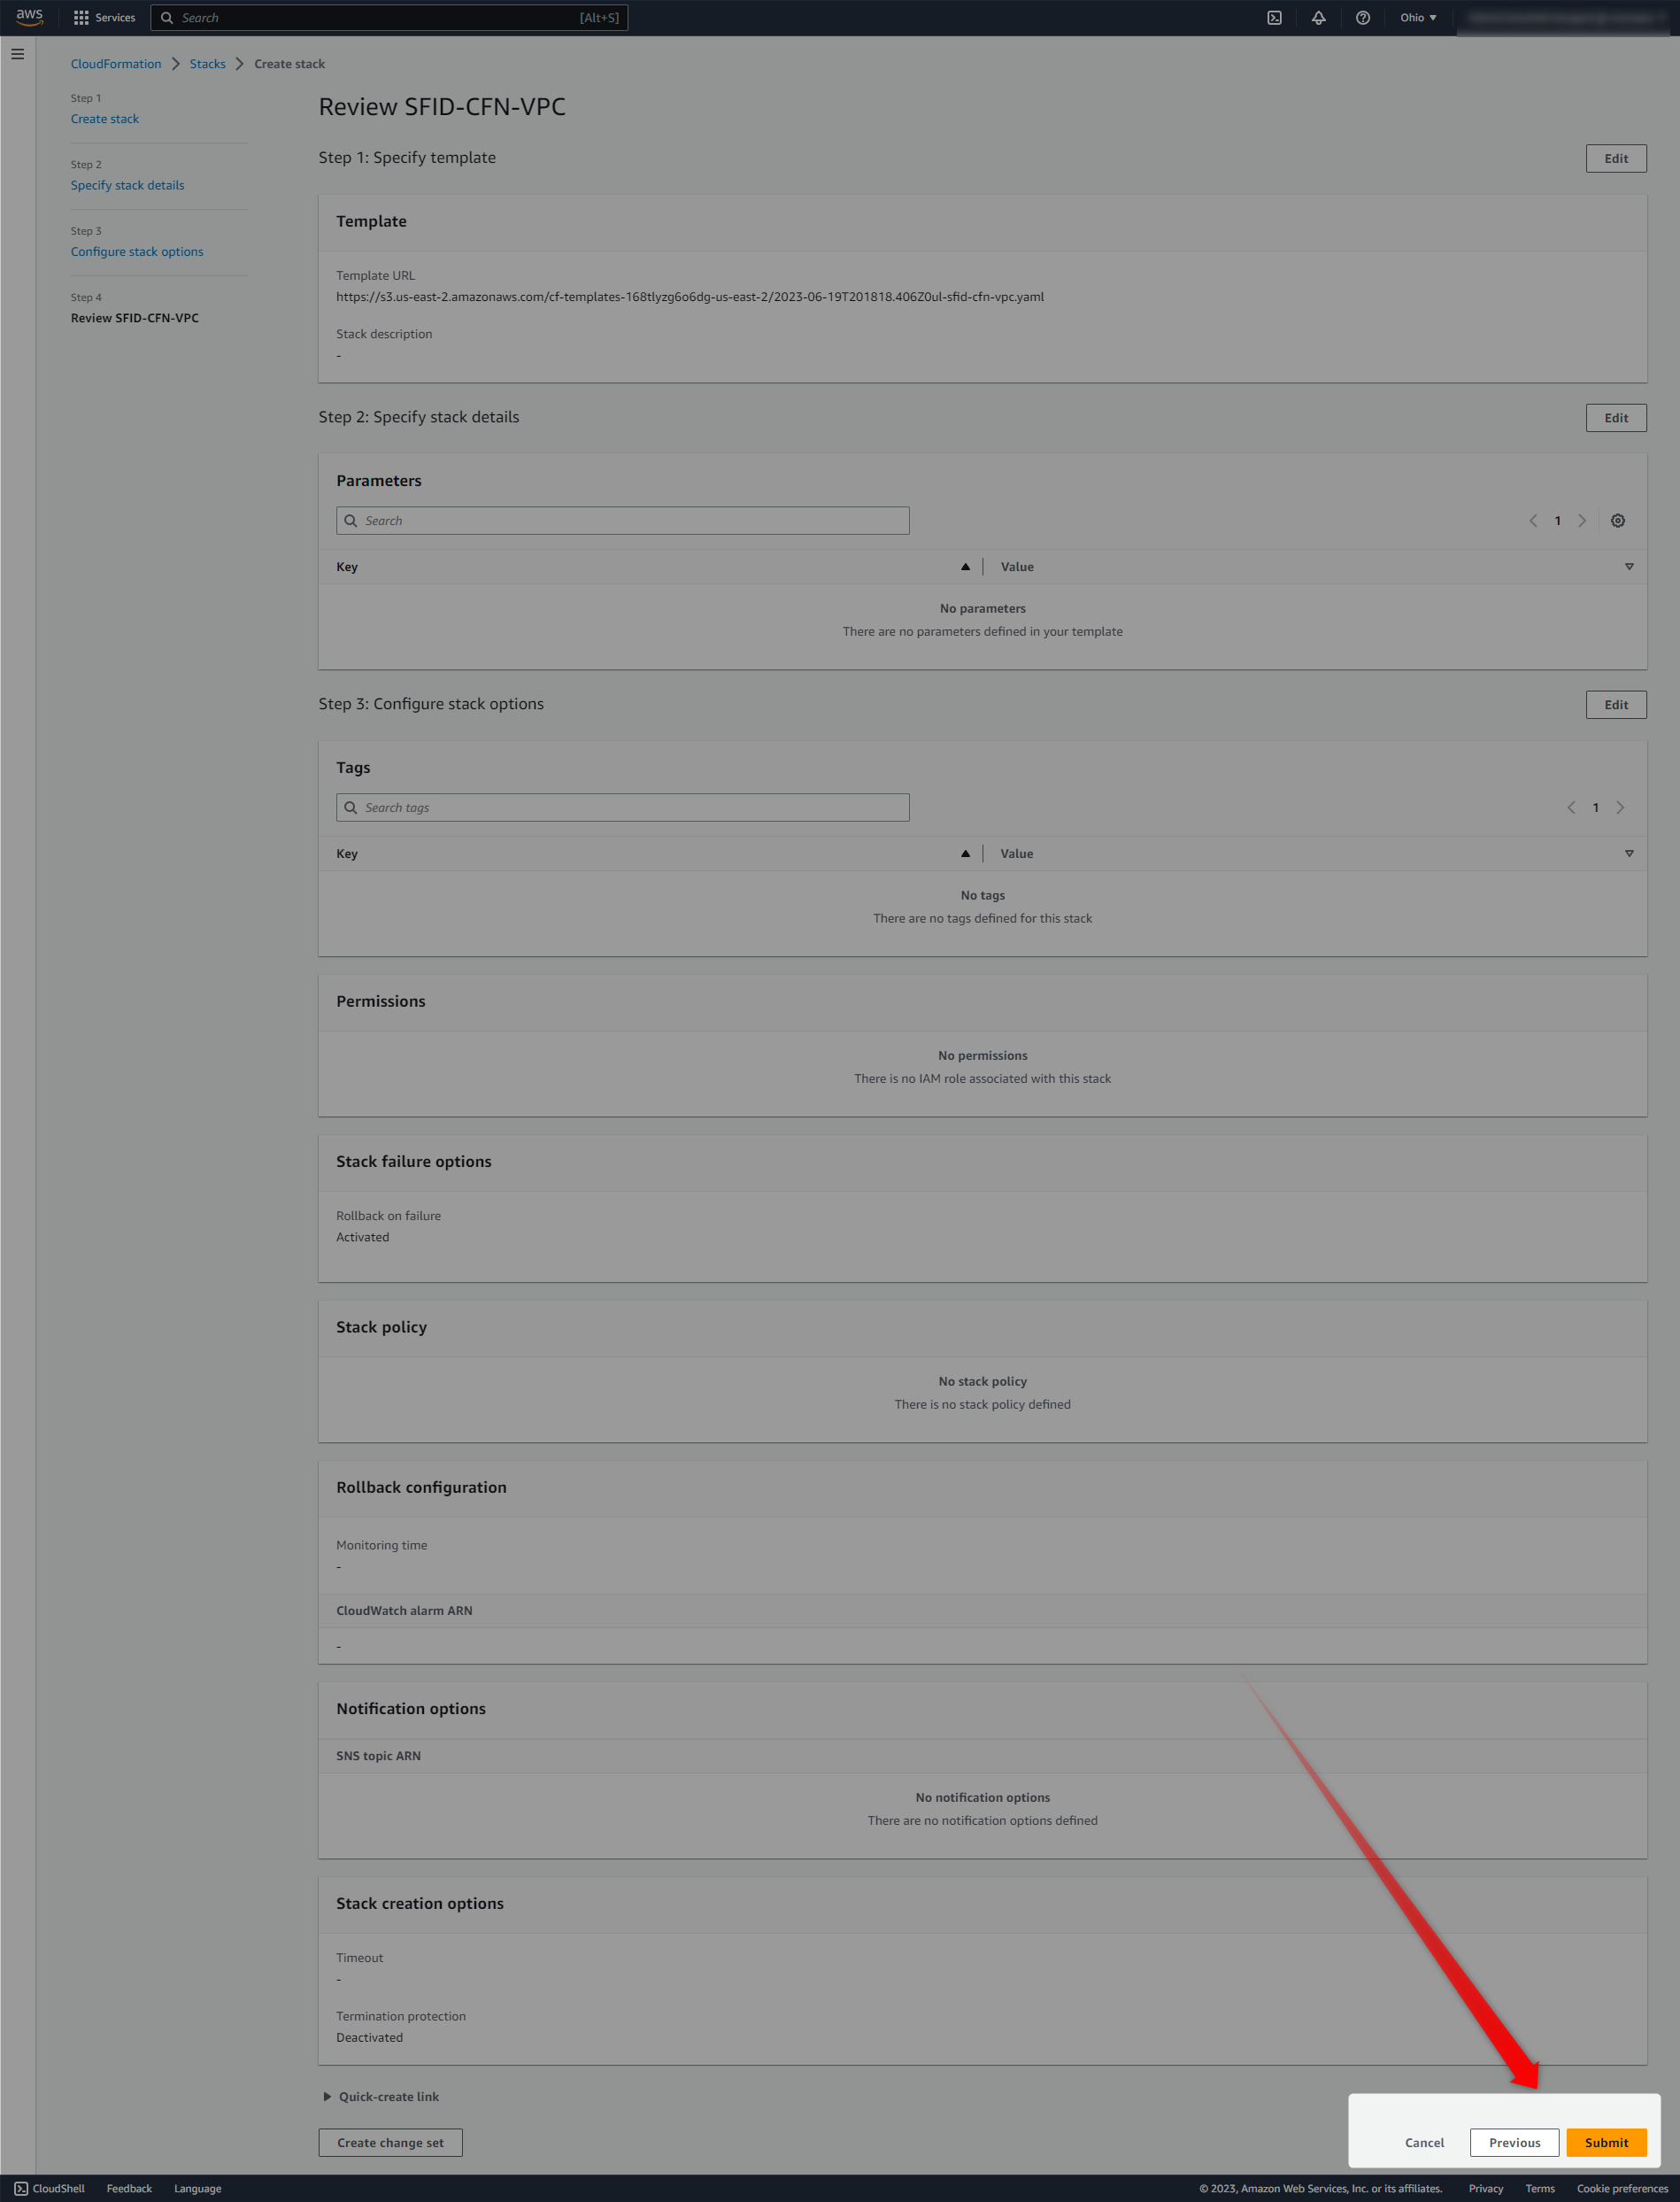 aws
Services
Search
[Alt+S]
Ohio
CloudFormation
Stacks
Create stack
Step 1
Create stack
Step 2
Specify stack details
Step 3
Configure stack options
Step 4
Review SFID-CFN-VPC
Review SFID-CFN-VPC
Step 1: Specify template
Edit
Template
Template URL
https://s3.us-east-2.amazonaws.com/cf-templates-168tlyzg6o6dg-us-east-2/2023-06-19T201818.406Z0ul-sfid-cfn-vpc.yaml
Stack description
-
Step 2: Specify stack details
Edit
Parameters
Search
1
Key
Value
No parameters
There are no parameters defined in your template
Step 3: Configure stack options
Edit
Tags
Search tags
1
Key
Value
No tags
There are no tags defined for this stack
Permissions
No permissions
There is no IAM role associated with this stack
Stack failure options
Rollback on failure
Activated
Stack policy
No stack policy
There is no stack policy defined
Rollback configuration
Monitoring time
-
CloudWatch alarm ARN
-
Notification options
SNS topic ARN
No notification options
There are no notification options defined
Stack creation options
Timeout
-
Termination protection
Deactivated
Quick-create link
Create change set
Cancel
Previous
Submit
CloudShell
Feedback
Language
© 2023, Amazon Web Services, Inc. or its affiliates.
Privacy
Terms
Cookie preferences